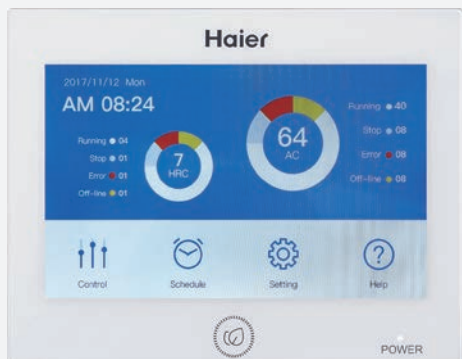 Haier
2017/11/12 Mon
AM 08:24
Running 04
Stop 01
Error 01
Off-line 01
7
HRC
64
AC
Running 40
Stop 08
Error 08
Off-line 08
Control
Schedule
Setting
Help
POWER